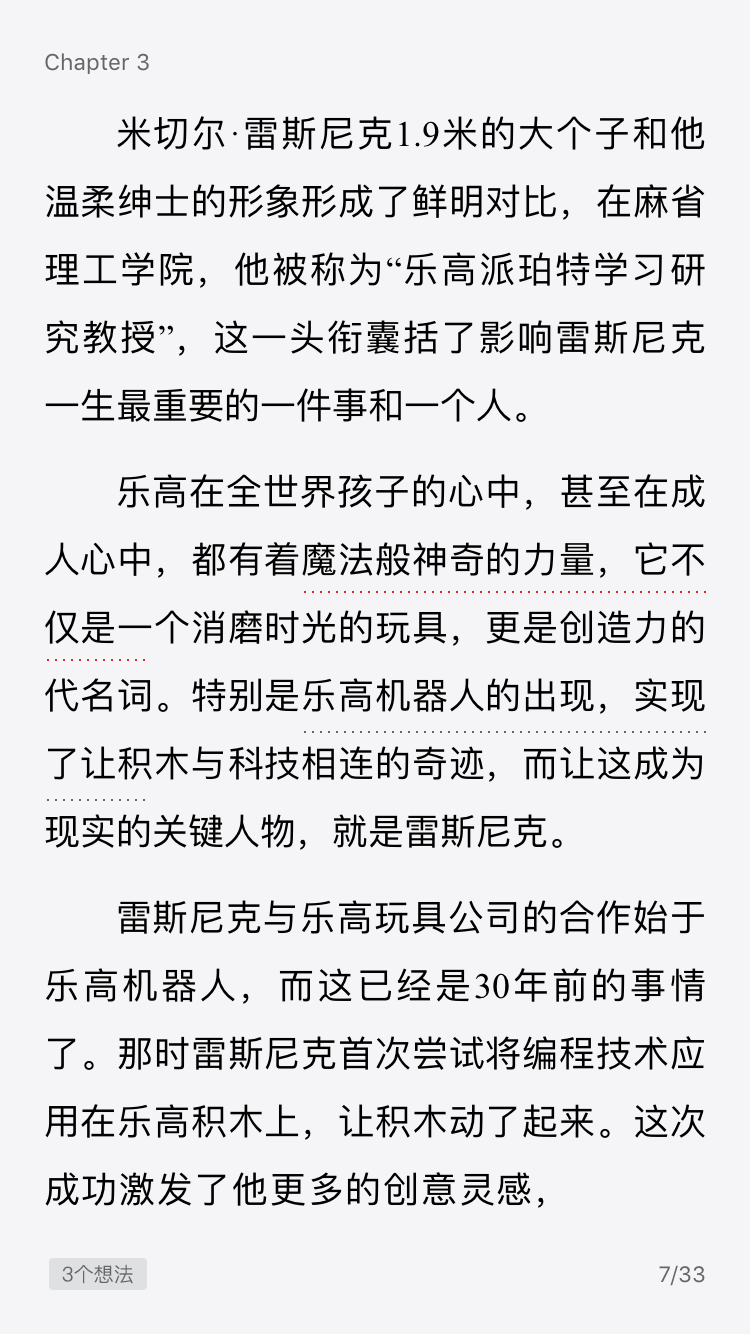 Chapter 3
米切尔·雷斯尼克1.9米的大个子和他
温柔绅士的形象形成了鲜明对比，在麻省
理工学院，他被称为“乐高派珀特学习研
究教授”，这一头衔囊括了影响雷斯尼克
一生最重要的一件事和一个人。
乐高在全世界孩子的心中，甚至在成
人心中，都有着魔法般神奇的力量，它不
仅是一个消磨时光的玩具，更是创造力的
代名词。特别是乐高机器人的出现，实现
了让积木与科技相连的奇迹，而让这成为
现实的关键人物，就是雷斯尼克。
雷斯尼克与乐高玩具公司的合作始于
乐高机器人，而这已经是30年前的事情
了。那时雷斯尼克首次尝试将编程技术应
用在乐高积木上，让积木动了起来。这次
成功激发了他更多的创意灵感，
3个想法
7/33